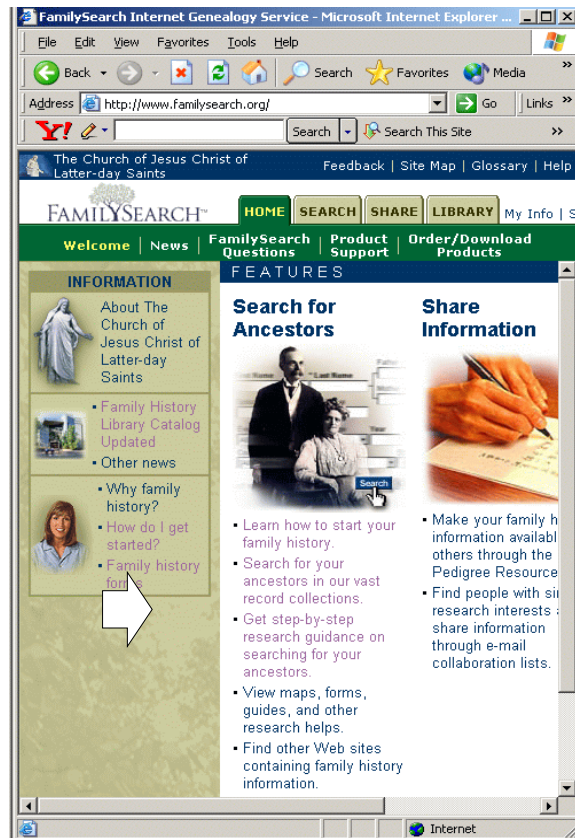 FamilySearch Internet Genealogy Service - Microsoft Internet Explorer ...
File Edit View Favorites Tools Help
Back Search Favorites Media »
Address http://www.familysearch.org/ Go Links »
Y! Search Search This Site »
The Church of Jesus Christ of
Latter-day Saints
Feedback | Site Map | Glossary | Help
FAMILYSEARCH™
HOME SEARCH SHARE LIBRARY My Info | S
Welcome | News | FamilySearch Questions | Product Support | Order/Download Products
INFORMATION
About The
Church of
Jesus Christ of
Latter-day
Saints
▪ Family History
Library Catalog
Updated
▪ Other news
▪ Why family
history?
▪ How do I get
started?
▪ Family history
forms
FEATURES
Search for
Ancestors
Search
▪ Learn how to start your
family history.
▪ Search for your
ancestors in our vast
record collections.
▪ Get step-by-step
research guidance on
searching for your
ancestors.
▪ View maps, forms,
guides, and other
research helps.
▪ Find other Web sites
containing family history
information.
Share
Information
▪ Make your family h
information availabl
others through the
Pedigree Resource
▪ Find people with si
research interests
share information
through e-mail
collaboration lists.
Internet